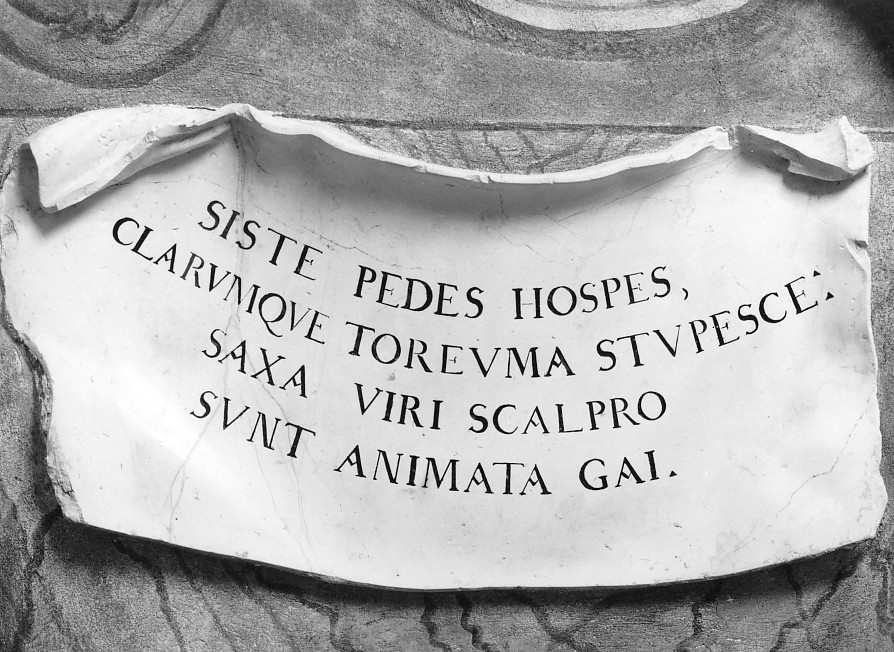 SISTE PEDES HOSPES,
CLARVMQVE TOREVMA STVPESCE:
SAXA VIRI SCALPRO
SVNT ANIMATA GAI.